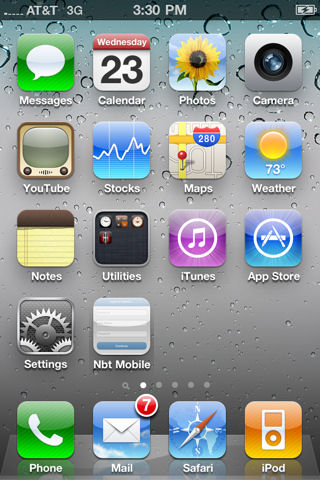 AT&T 3G 3:30 PM
Wednesday
23
280
73°
Messages Calendar Photos Camera
YouTube Stocks Maps Weather
Notes Utilities iTunes App Store
Settings Nbt Mobile
7
Phone Mail Safari iPod